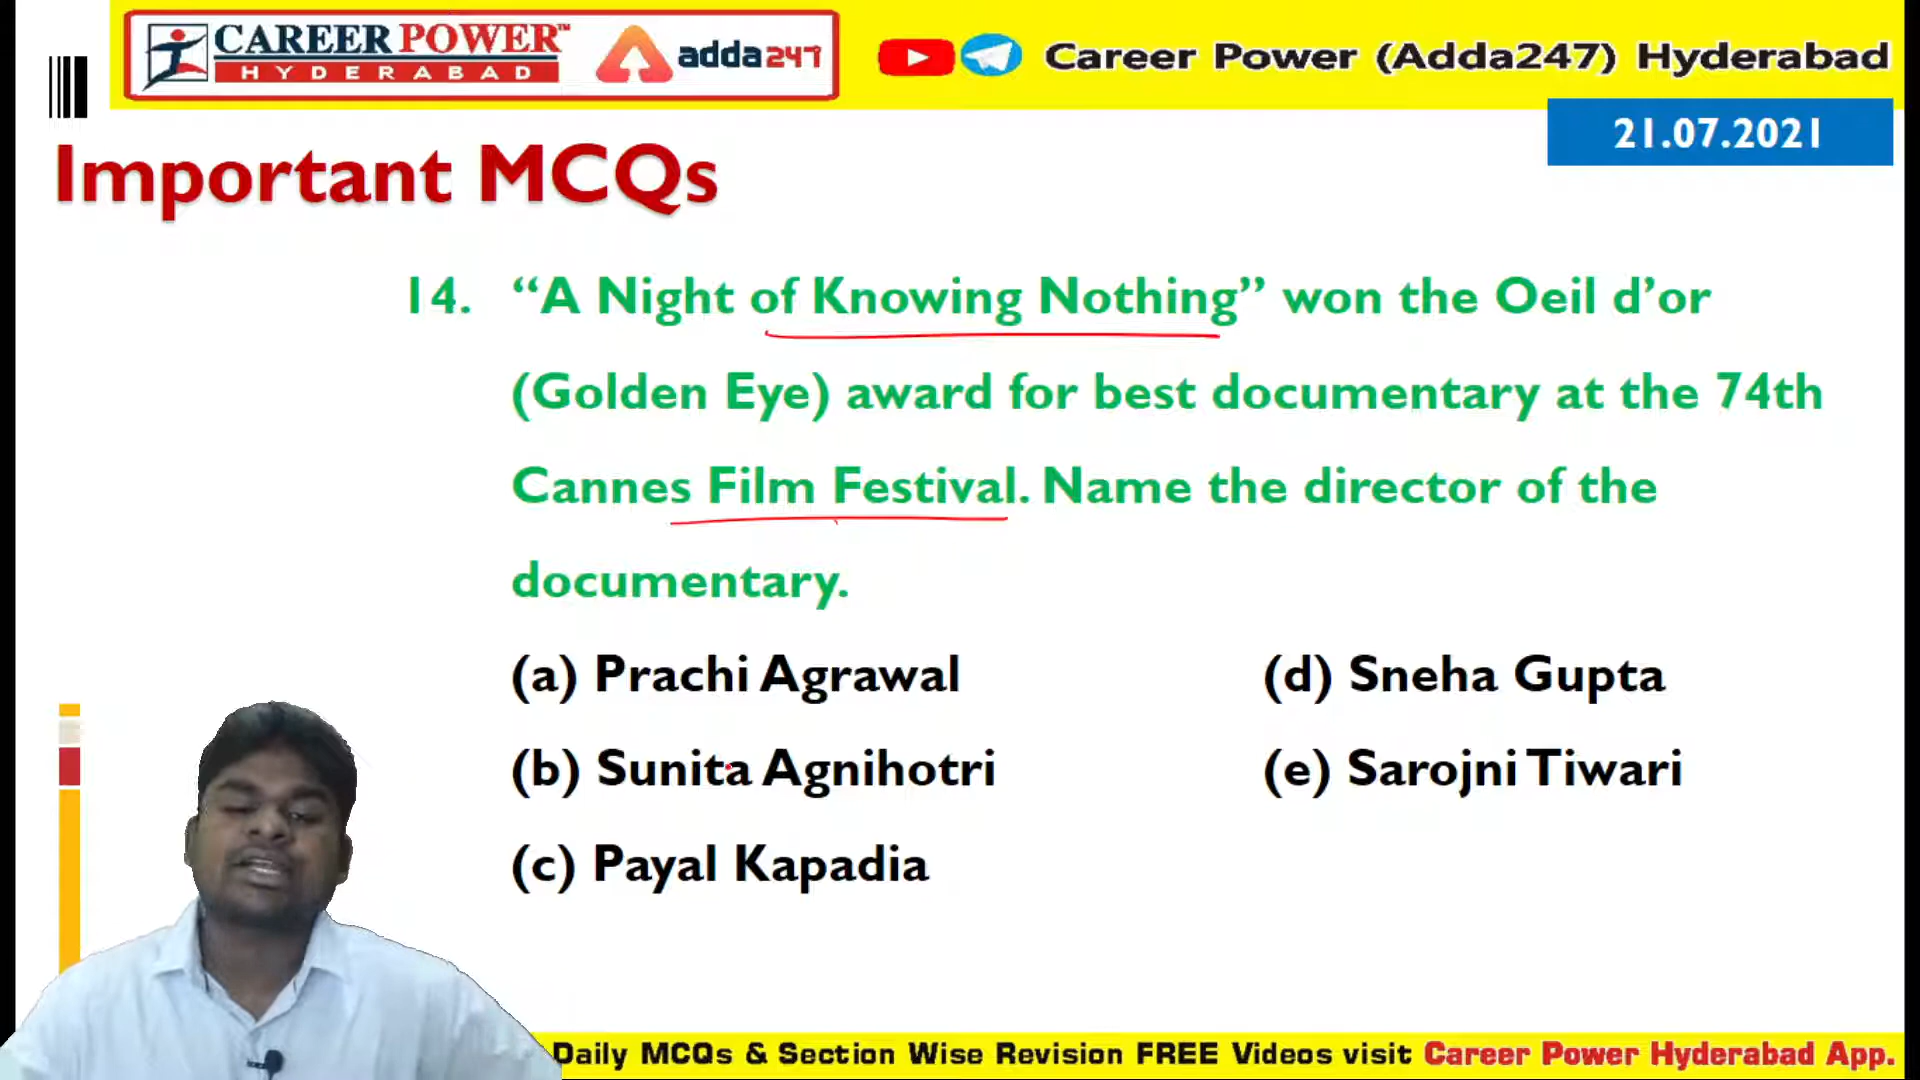 CAREER POWER™
HYDERABAD
adda247
Career Power (Adda247) Hyderabad
21.07.2021
Important MCQs
14. “A Night of Knowing Nothing” won the Oeil d’or
(Golden Eye) award for best documentary at the 74th
Cannes Film Festival. Name the director of the
documentary.
(a) Prachi Agrawal
(d) Sneha Gupta
(b) Sunita Agnihotri
(e) Sarojni Tiwari
(c) Payal Kapadia
Daily MCQs & Section Wise Revision FREE Videos visit Career Power Hyderabad App.